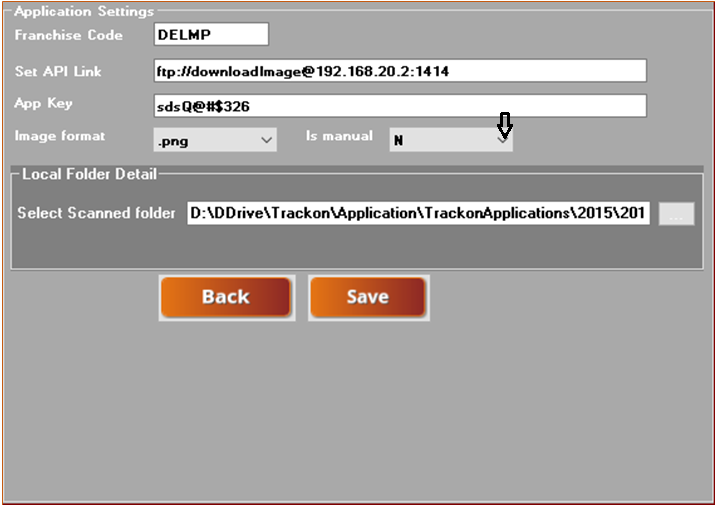 Application Settings
Franchise Code DELMP
Set API Link ftp://downloadImage@192.168.20.2:1414
App Key sdsQ@#$326
Image format .png Is manual N
Local Folder Detail
Select Scanned folder D:\DDrive\Trackon\Application\TrackonApplications\2015\201 ...
Back Save